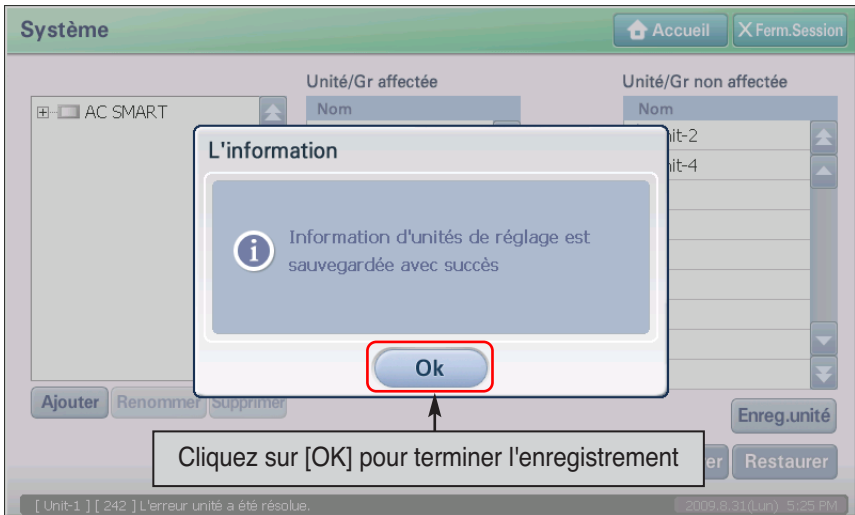 Système
Accueil
X Ferm.Session
Unité/Gr affectée
Unité/Gr non affectée
AC SMART
Nom
Nom
nit-2
nit-4
L'information
Information d'unités de réglage est
sauvegardée avec succès
Ok
Ajouter
Renommer
Supprimer
Enreg.unité
Cliquez sur [OK] pour terminer l'enregistrement
er
Restaurer
[ Unit-1 ] [ 242 ] L'erreur unité a été résolue.
2009,8.31(Lun) 5:25 PM